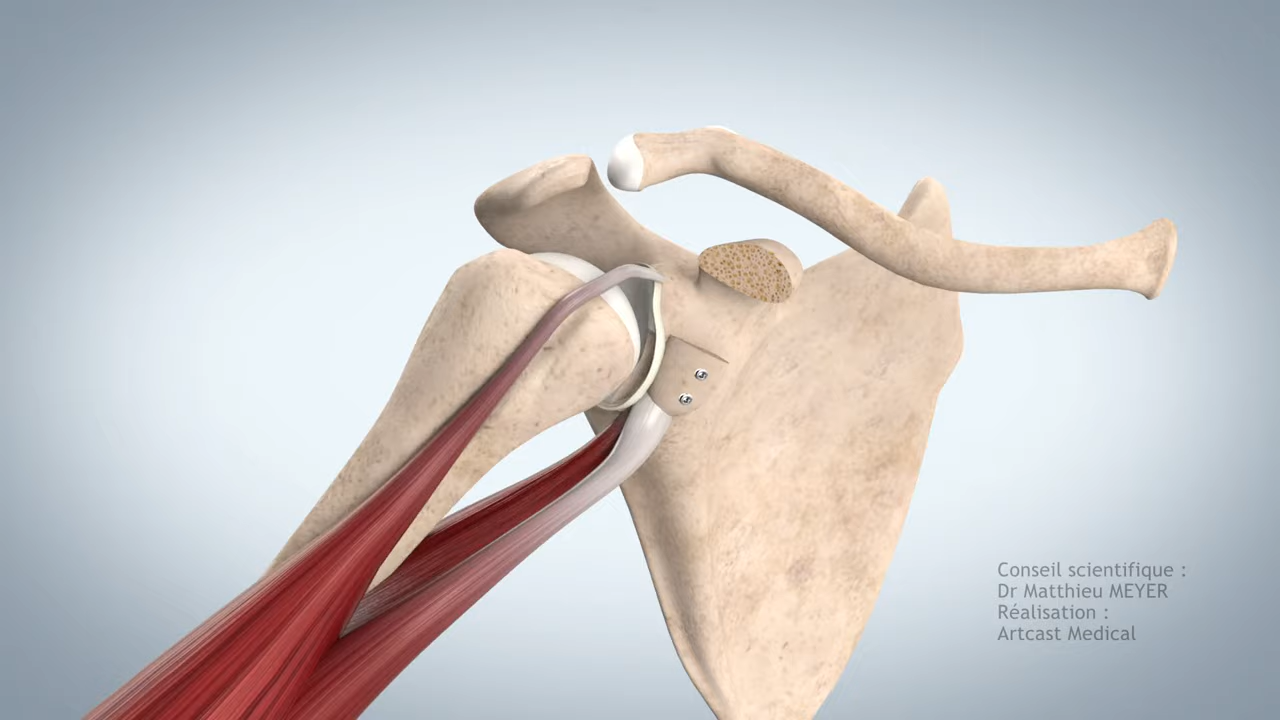 Conseil scientifique :
Dr Matthieu MEYER
Réalisation :
Artcast Medical